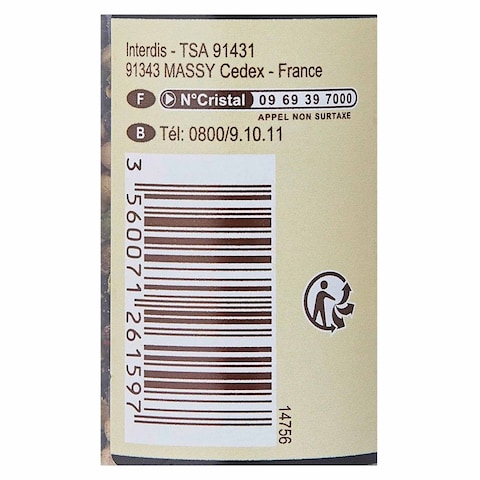 Interdis - TSA 91431
91343 MASSY Cedex - France
F N°Cristal 09 69 39 7000
APPEL NON SURTAXE
B Tél: 0800/9.10.11
3 560071 261597
14756